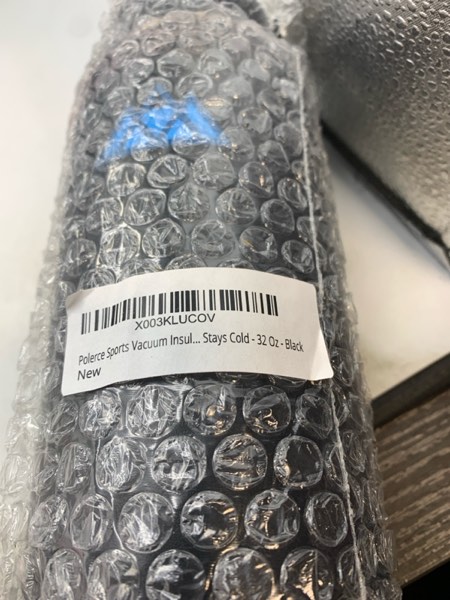 X003KLUCOV
Polerce Sports Vacuum Insul... Stays Cold - 32 Oz - Black
New